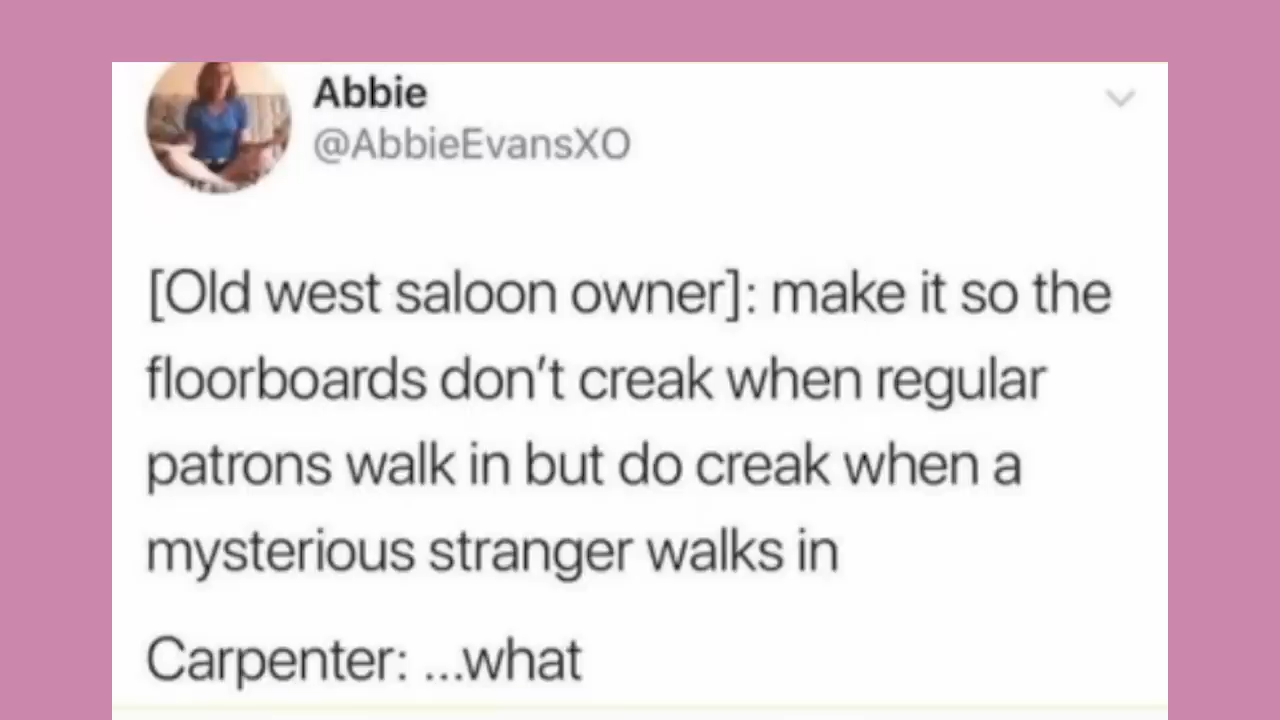 Abbie
@AbbieEvansXO
[Old west saloon owner]: make it so the
floorboards don’t creak when regular
patrons walk in but do creak when a
mysterious stranger walks in
Carpenter: ...what